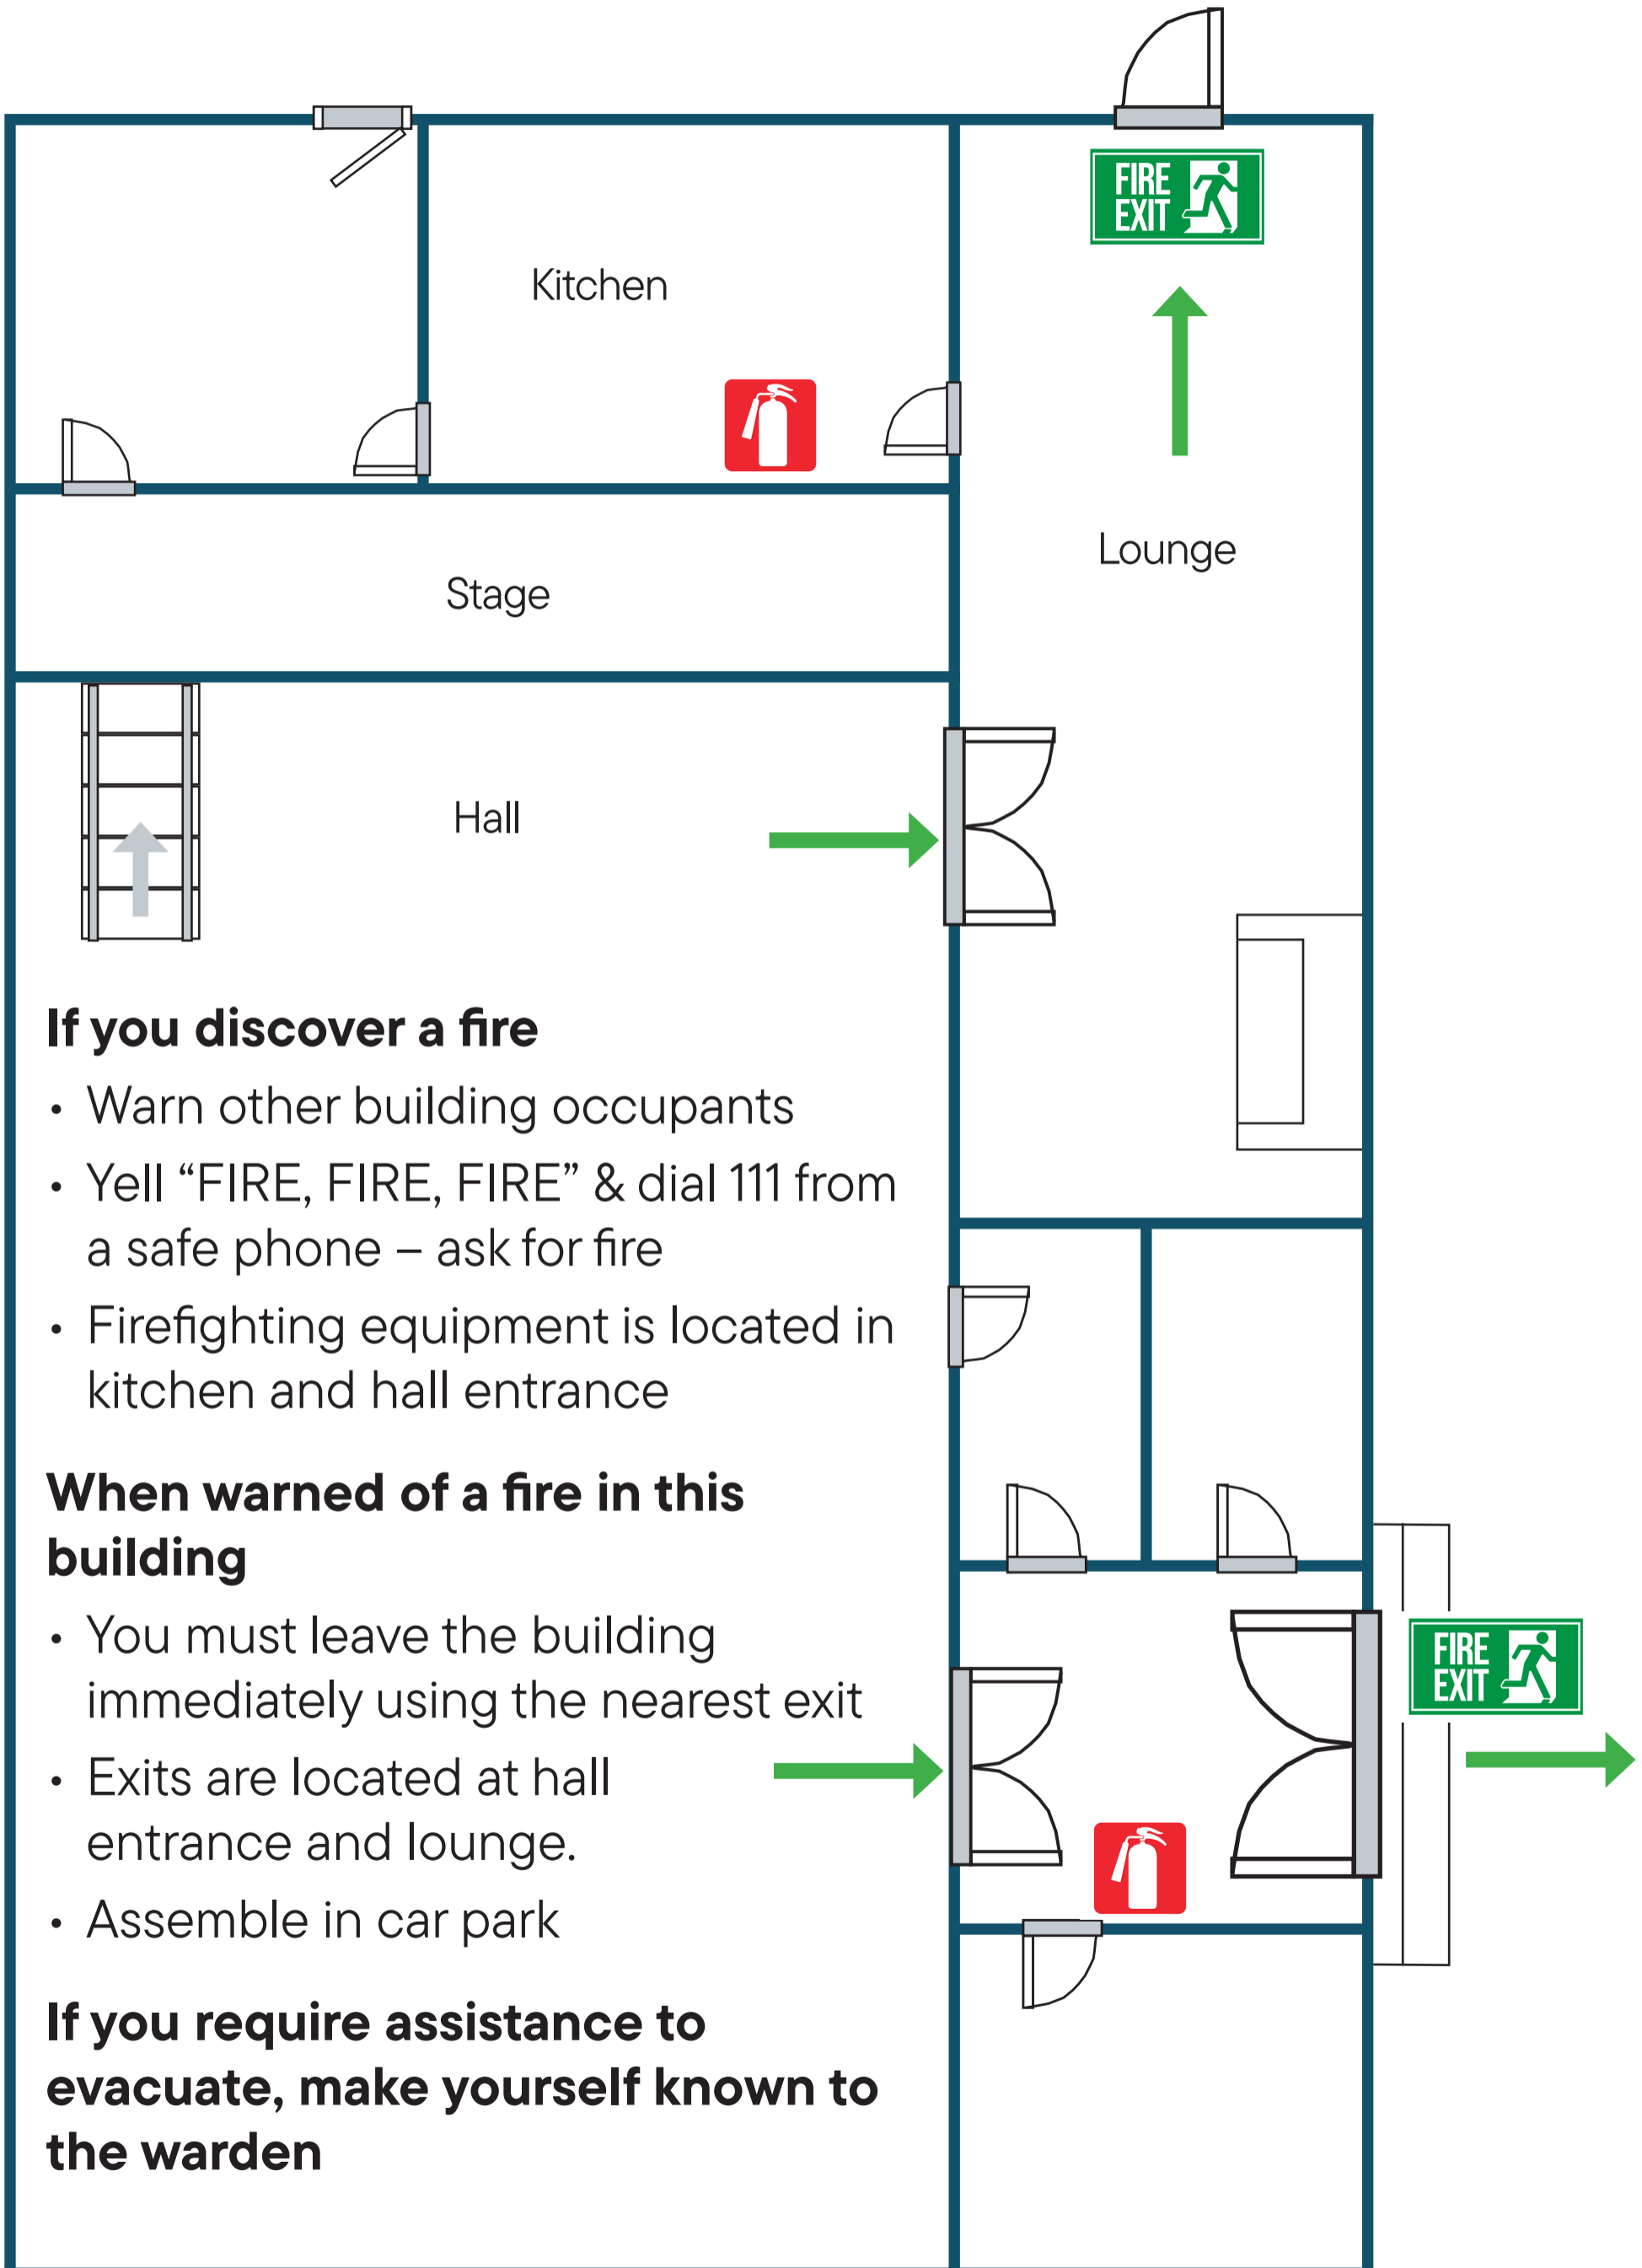 FIRE
EXIT
Kitchen
Lounge
Stage
Hall
If you discover a fire
• Warn other building occupants
• Yell “FIRE, FIRE, FIRE” & dial 111 from
a safe phone – ask for fire
• Firefighting equipment is located in
kitchen and hall entrance
When warned of a fire in this
building
• You must leave the building
immediately using the nearest exit
• Exits are located at hall
entrance and lounge.
• Assemble in car park
FIRE
EXIT
If you require assistance to
evacuate, make yourself known to
the warden